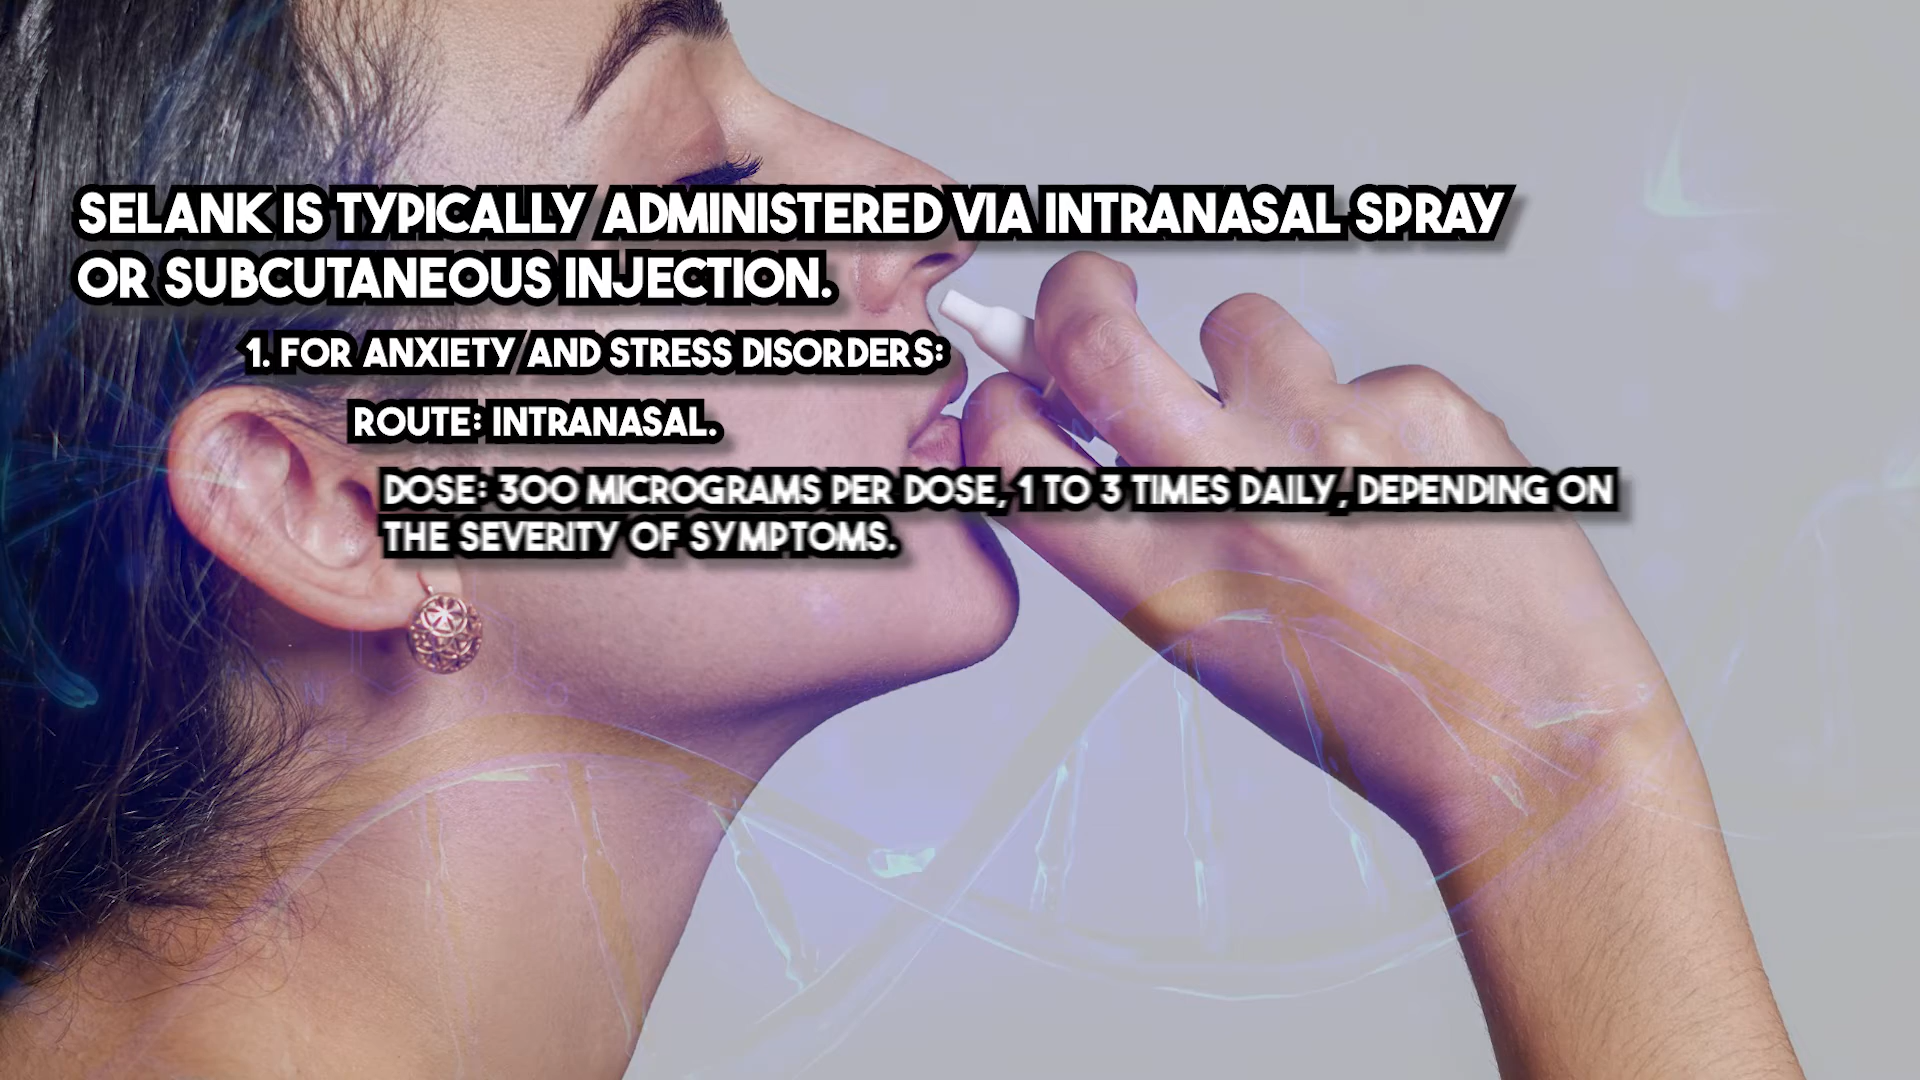 SELANK IS TYPICALLY ADMINISTERED VIA INTRANASAL SPRAY
OR SUBCUTANEOUS INJECTION.
1. FOR ANXIETY AND STRESS DISORDERS:
ROUTE: INTRANASAL.
DOSE: 300 MICROGRAMS PER DOSE, 1 TO 3 TIMES DAILY, DEPENDING ON
THE SEVERITY OF SYMPTOMS.